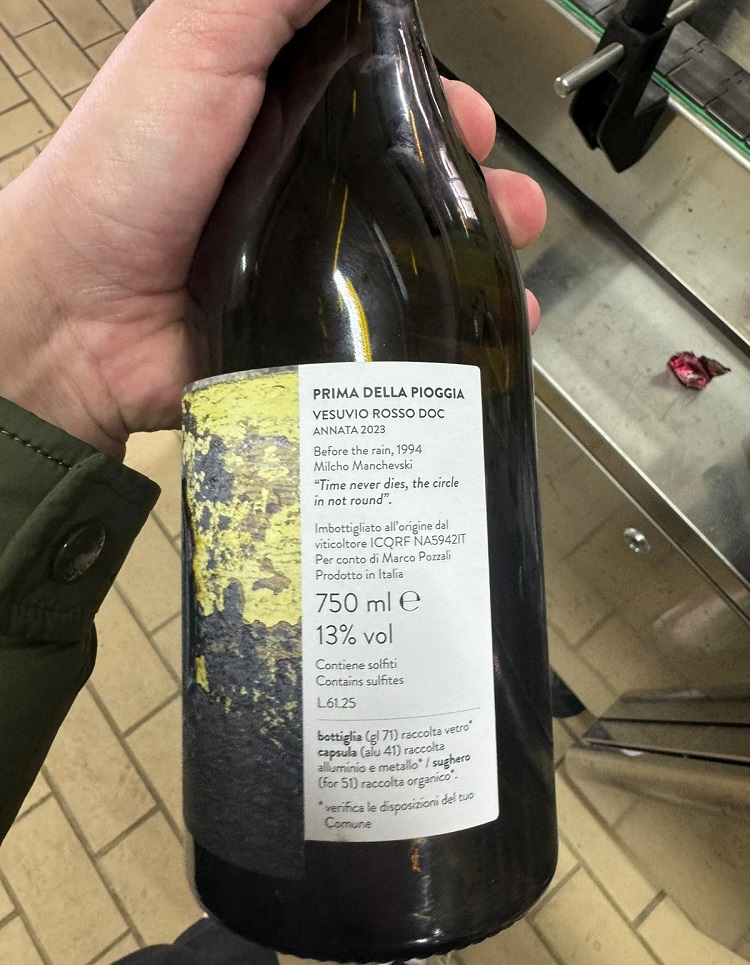 PRIMA DELLA PIOGGIA
VESUVIO ROSSO DOC
ANNATA 2023
Before the rain, 1994
Milcho Manchevski
“Time never dies, the circle
in not round”.
Imbottigliato all'origine dal
viticoltore ICQRF NA5942IT
Per conto di Marco Pozzali
Prodotto in Italia
750 ml ℮
13% vol
Contiene solfiti
Contains sulfites
L61.25
bottiglia (gl 71) raccolta vetro*
capsula (alu 41) raccolta
alluminio e metallo* / sughero
(for 51) raccolta organico*.
*verifica le disposizioni del tuo
Comune